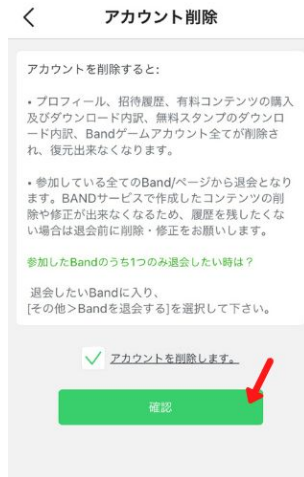 アカウント削除
アカウントを削除すると:
• プロフィール、招待履歴、有料コンテンツの購入
及びダウンロード内訳、無料スタンプのダウンロ
ード内訳、Bandゲームアカウント全てが削除さ
れ、復元出来なくなります。
• 参加している全てのBand/ページから退会となり
ます。BANDサービスで作成したコンテンツの削
除や修正が出来なくなるため、履歴を残したくな
い場合は退会前に削除・修正をお願いします。
参加したBandのうち1つのみ退会したい時は？
退会したいBandに入り、
[その他＞Bandを退会する]を選択して下さい。
アカウントを削除します。
確認